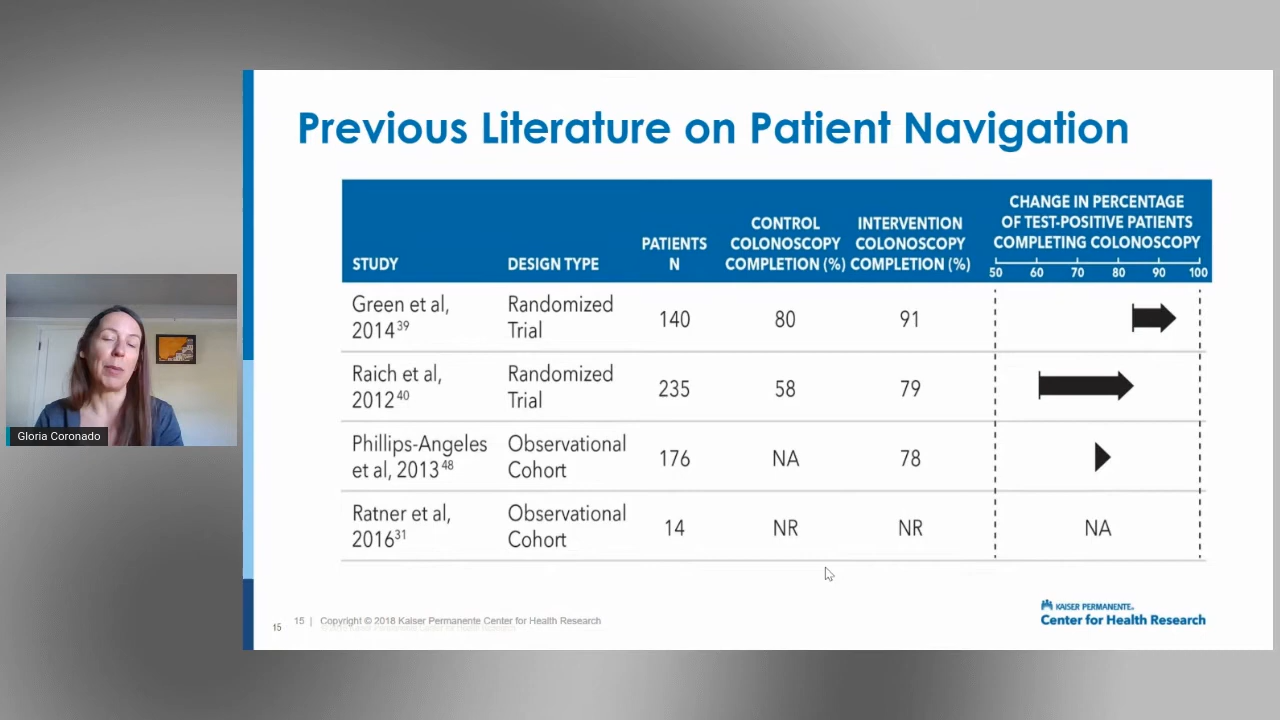 Previous Literature on Patient Navigation
CHANGE IN PERCENTAGE
OF TEST-POSITIVE PATIENTS
COMPLETING COLONOSCOPY
CONTROL
COLONOSCOPY
COMPLETION (%)
INTERVENTION
COLONOSCOPY
COMPLETION (%)
PATIENTS
N
STUDY
DESIGN TYPE
50 60 70 80 90 100
Green et al,
2014³⁹
Randomized
Trial
140
80
91
Raich et al,
2012⁴⁰
Randomized
Trial
235
58
79
Phillips-Angeles
et al, 2013⁴⁸
Observational
Cohort
176
NA
78
Ratner et al,
2016³¹
Observational
Cohort
14
NR
NR
NA
Gloria Coronado
15
15 | Copyright © 2018 Kaiser Permanente Center for Health Research
KAISER PERMANENTE®
Center for Health Research